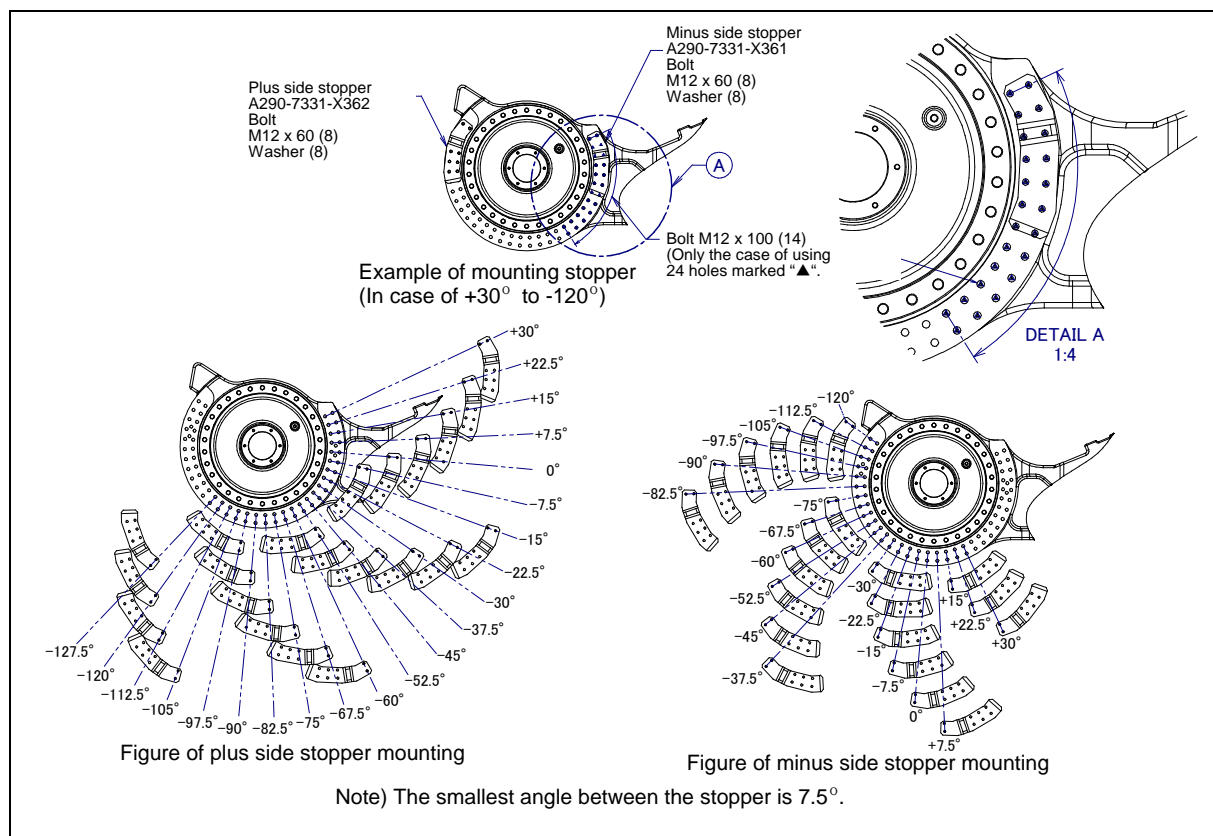 Minus side stopper
A290-7331-X361
Bolt
M12 x 60 (8)
Washer (8)
Plus side stopper
A290-7331-X362
Bolt
M12 x 60 (8)
Washer (8)
A
Bolt M12 x 100 (14)
(Only the case of using
24 holes marked “▲“.
Example of mounting stopper
(In case of +30° to -120°)
DETAIL A
1:4
+30°
+22.5°
+15°
+7.5°
0°
-7.5°
-15°
-22.5°
-30°
-37.5°
-45°
-52.5°
-60°
-67.5°
-75°
-82.5°
-90°
-97.5°
-105°
-112.5°
-120°
-127.5°
Figure of plus side stopper mounting
-120°
-112.5°
-105°
-97.5°
-90°
-82.5°
-75°
-67.5°
-60°
-52.5°
-45°
-37.5°
-30°
-22.5°
-15°
-7.5°
0°
+7.5°
+15°
+22.5°
+30°
Figure of minus side stopper mounting
Note) The smallest angle between the stopper is 7.5°.